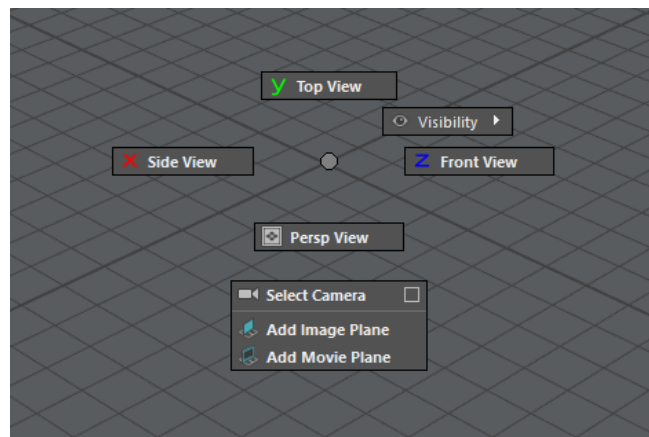 Y Top View
Visibility
X Side View
Z Front View
Persp View
Select Camera
Add Image Plane
Add Movie Plane